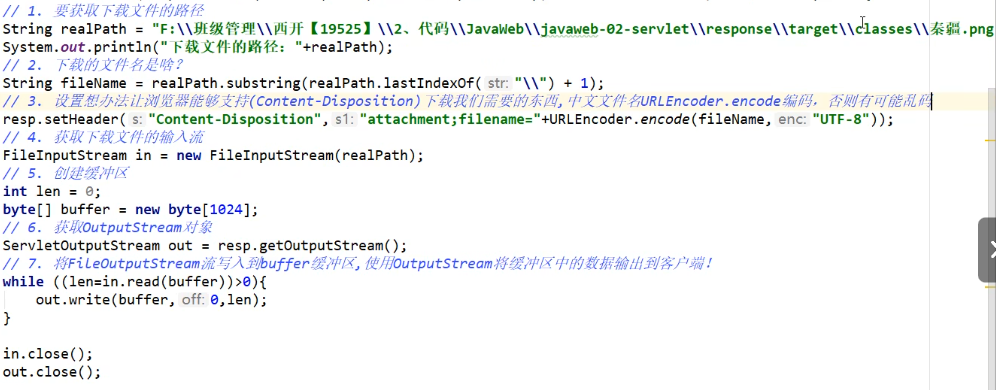 // 1. 要获取下载文件的路径
String realPath = "F:\\班级管理\\西开【19525】\\2、代码\\JavaWeb\\javaweb-02-servlet\\response\\target\\classes\\秦疆.png
System.out.println("下载文件的路径："+realPath);
// 2. 下载的文件名是啥？
String fileName = realPath.substring(realPath.lastIndexOf( str: "\\") + 1);
// 3. 设置想办法让浏览器能够支持(Content-Disposition)下载我们需要的东西,中文文件名URLEncoder.encode编码，否则有可能乱码
resp.setHeader( s: "Content-Disposition", s1: "attachment;filename="+URLEncoder.encode(fileName, enc: "UTF-8"));
// 4. 获取下载文件的输入流
FileInputStream in = new FileInputStream(realPath);
// 5. 创建缓冲区
int len = 0;
byte[] buffer = new byte[1024];
// 6. 获取OutputStream对象
ServletOutputStream out = resp.getOutputStream();
// 7. 将FileOutputStream流写入到buffer缓冲区,使用OutputStream将缓冲区中的数据输出到客户端！
while ((len=in.read(buffer))>0){
out.write(buffer, off: 0,len);
}
in.close();
out.close();